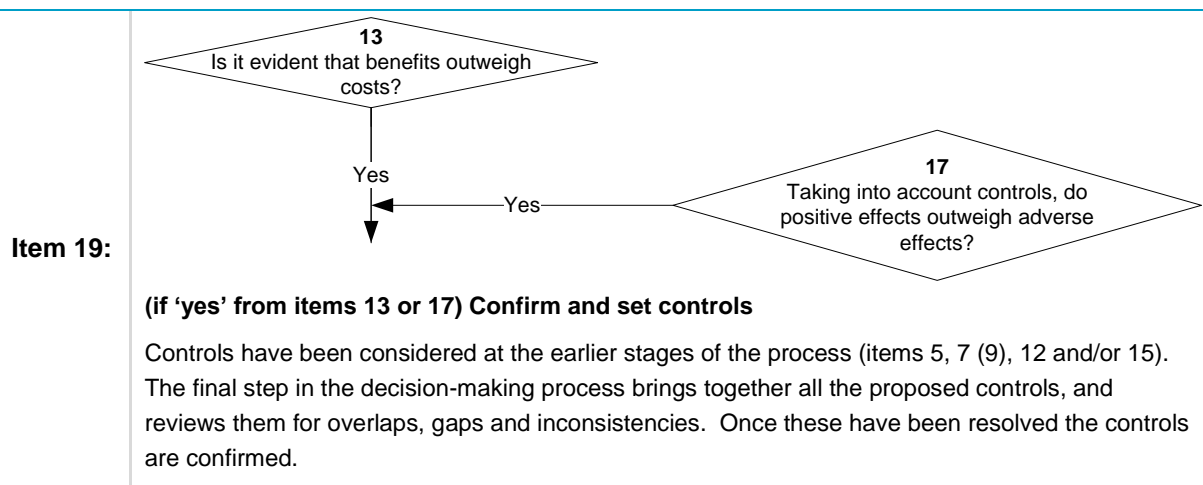 13
Is it evident that benefits outweigh
costs?
Yes
Yes
17
Taking into account controls, do
positive effects outweigh adverse
effects?
Item 19:
(if ‘yes’ from items 13 or 17) Confirm and set controls
Controls have been considered at the earlier stages of the process (items 5, 7 (9), 12 and/or 15).
The final step in the decision-making process brings together all the proposed controls, and
reviews them for overlaps, gaps and inconsistencies.  Once these have been resolved the controls
are confirmed.